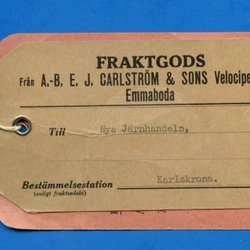 FRAKTGODS
Från A.-B. E. J. CARLSTRÖM & SONS Velocipe
Emmaboda
Till Nya Järnhandeln,
Karlskrona.
Bestämmelsestation
(enligt fraktsedeln)